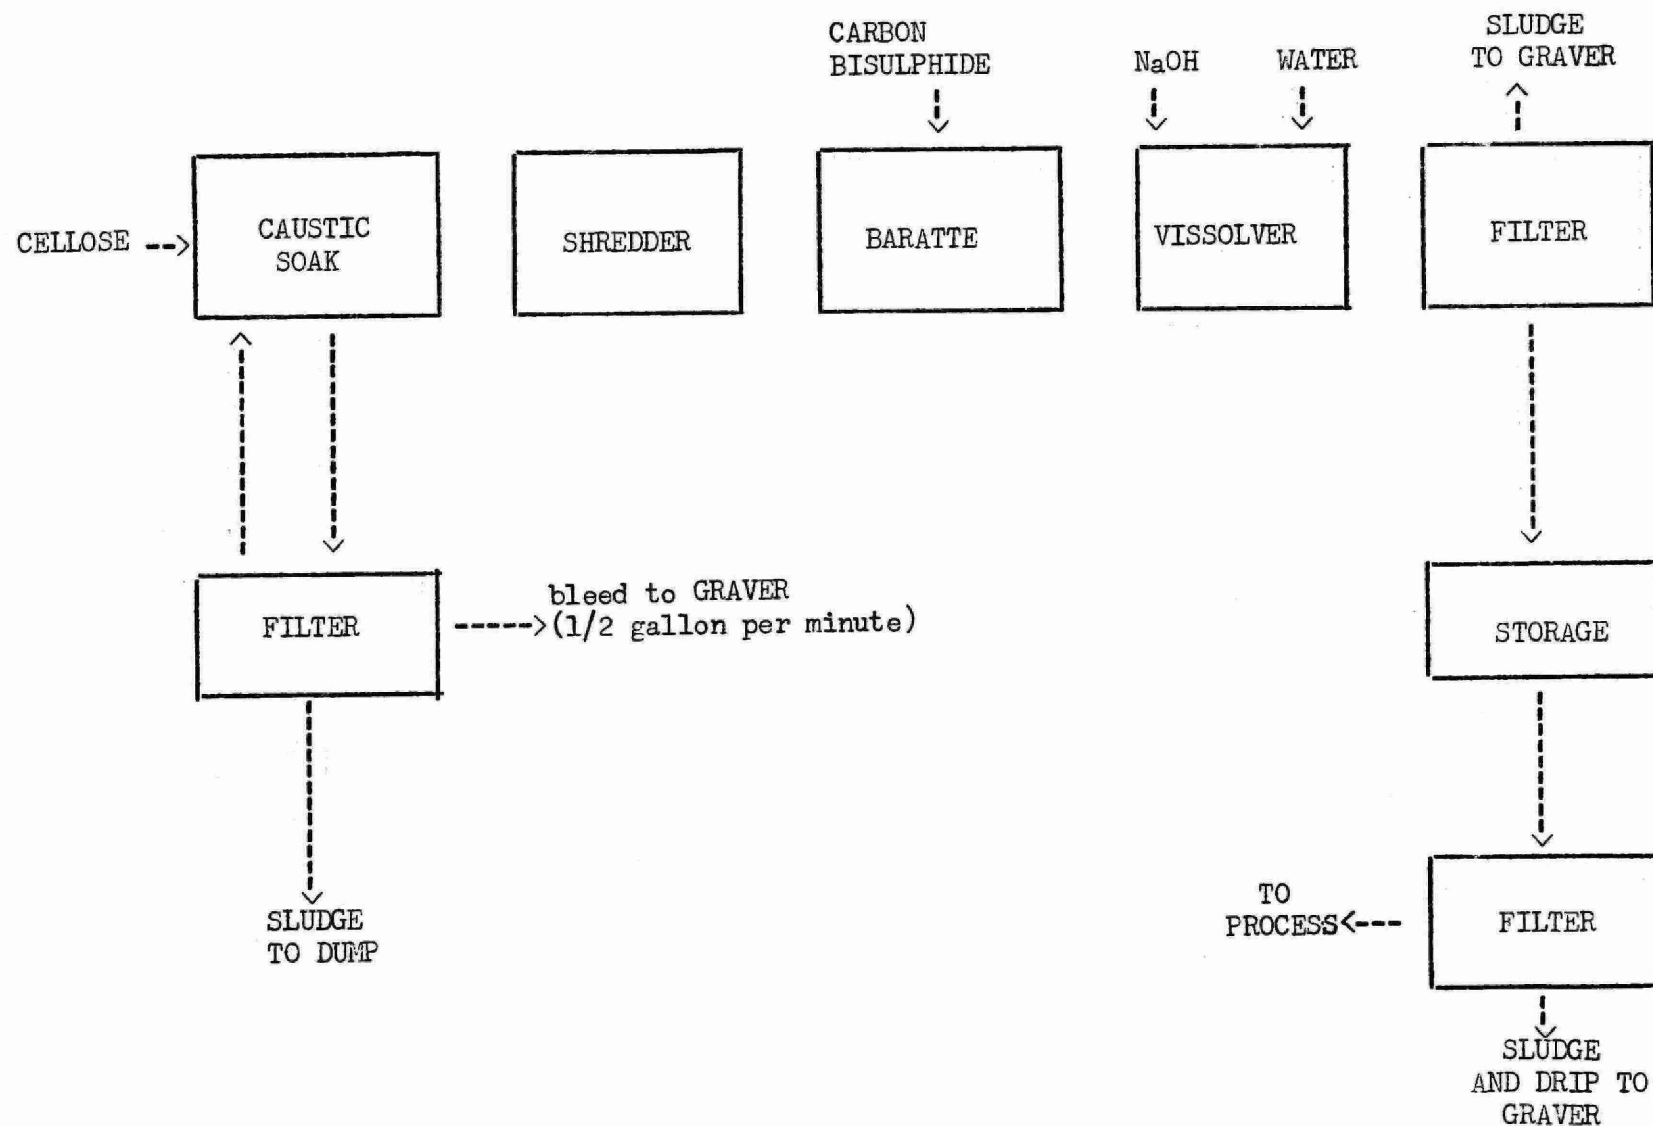 CARBON
BISULPHIDE
NaOH
WATER
SLUDGE
TO GRAVER
CELLOSE
CAUSTIC
SOAK
SHREDDER
BARATTE
VISSOLVER
FILTER
FILTER
bleed to GRAVER
(1/2 gallon per minute)
STORAGE
SLUDGE
TO DUMP
TO
PROCESS
FILTER
SLUDGE
AND DRIP TO
GRAVER